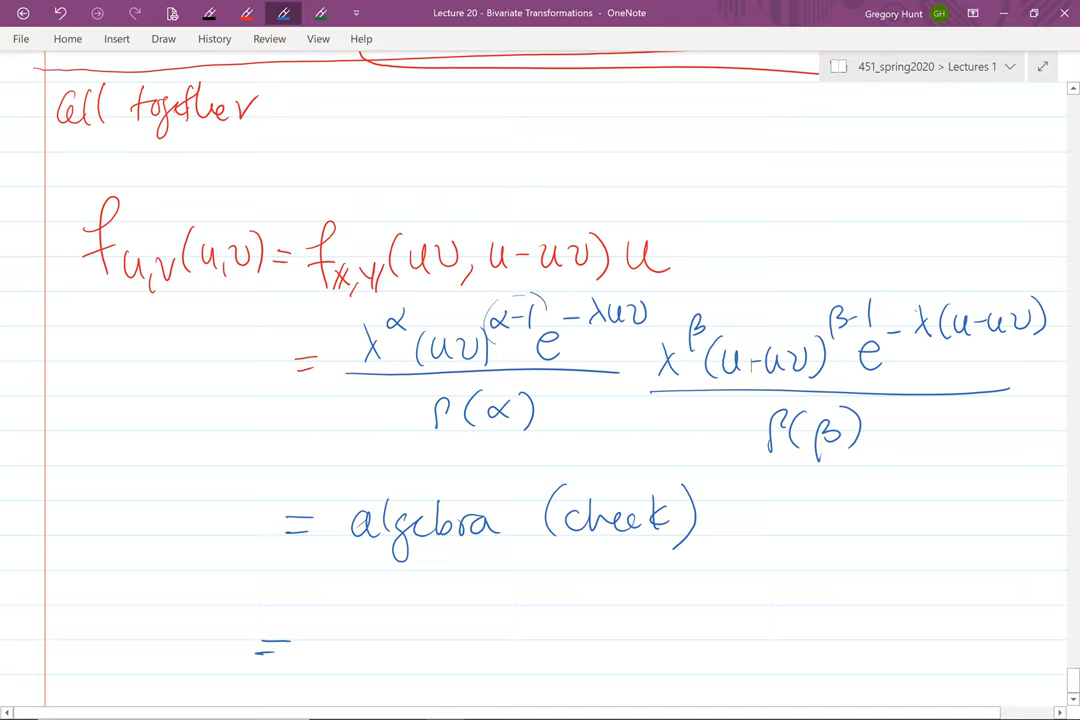 Lecture 20 - Bivariate Transformations - OneNote
Gregory Hunt GH
File Home Insert Draw History Review View Help
451_spring2020 > Lectures 1
all together
f_{U,V}(u,v) = f_{X,Y}(uv, u-uv) u
= λ^α (uv)^{α-1} e^{-λuv} / Γ(α) λ^β (u-uv)^{β-1} e^{-λ(u-uv)} / Γ(β)
= algebra (check)
=